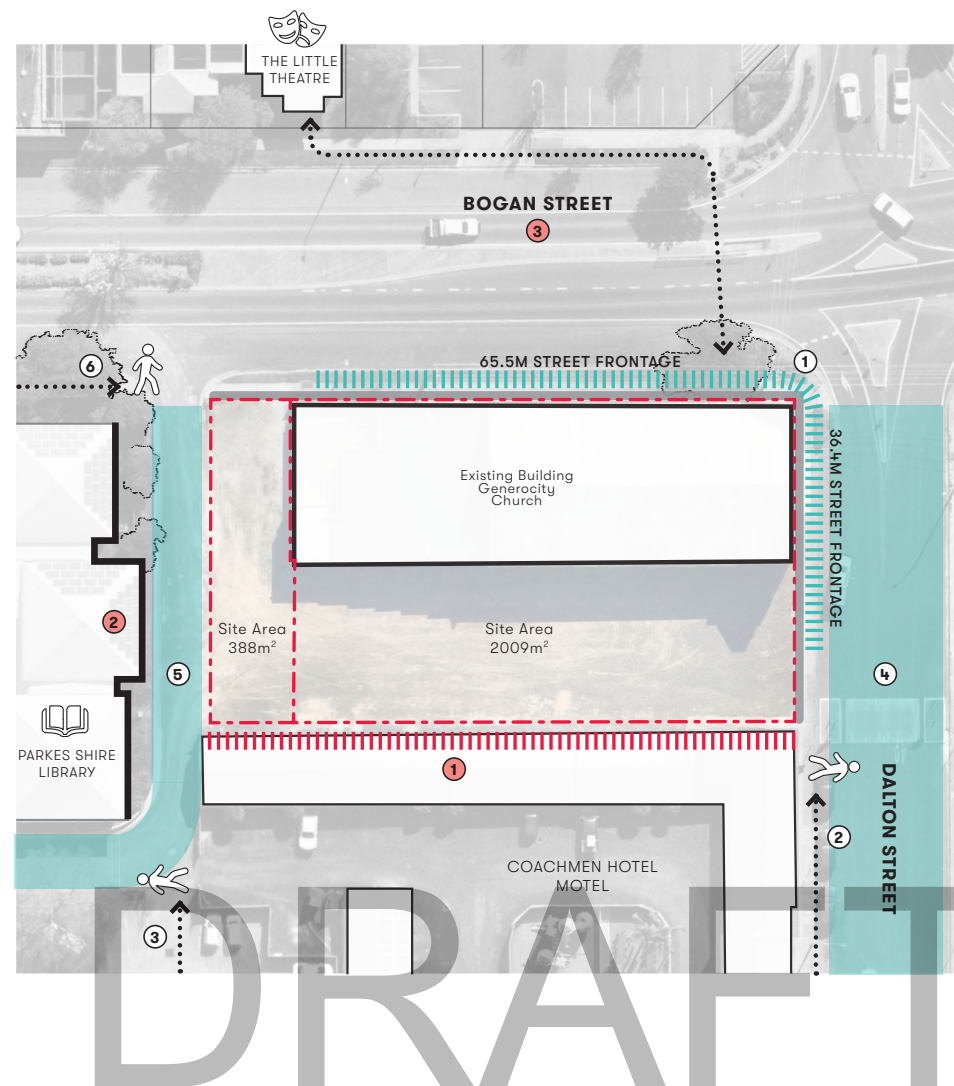 THE LITTLE
THEATRE
BOGAN STREET
3
6
65.5M STREET FRONTAGE
1
36.4M STREET FRONTAGE
Existing Building
Generocity
Church
2
Site Area
388m²
Site Area
2009m²
5
4
PARKES SHIRE
LIBRARY
1
DALTON STREET
2
COACHMEN HOTEL
MOTEL
3
DRAFT